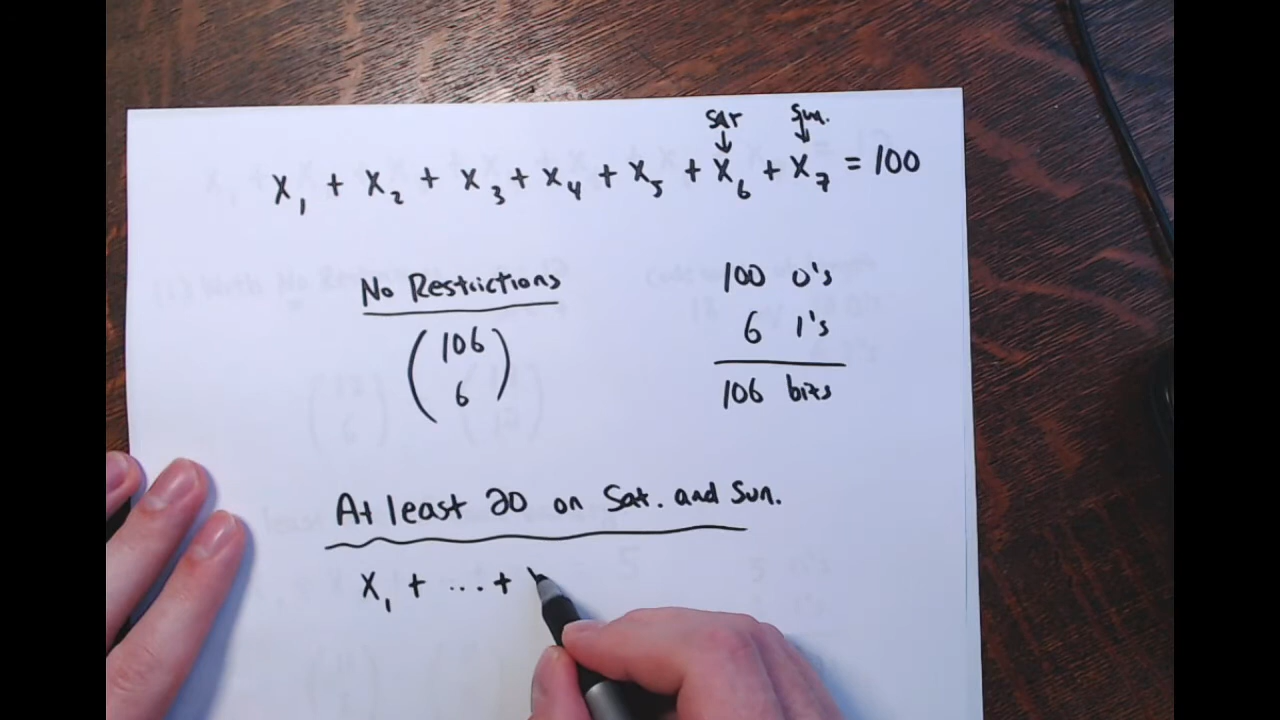 Sat Sun.
↓ ↓
X₁ + X₂ + X₃ + X₄ + X₅ + X₆ + X₇ = 100
No Restrictions
(106 6)
100 0's
6 1's
106 bits
At least 20 on Sat. and Sun.
X₁ + ... +